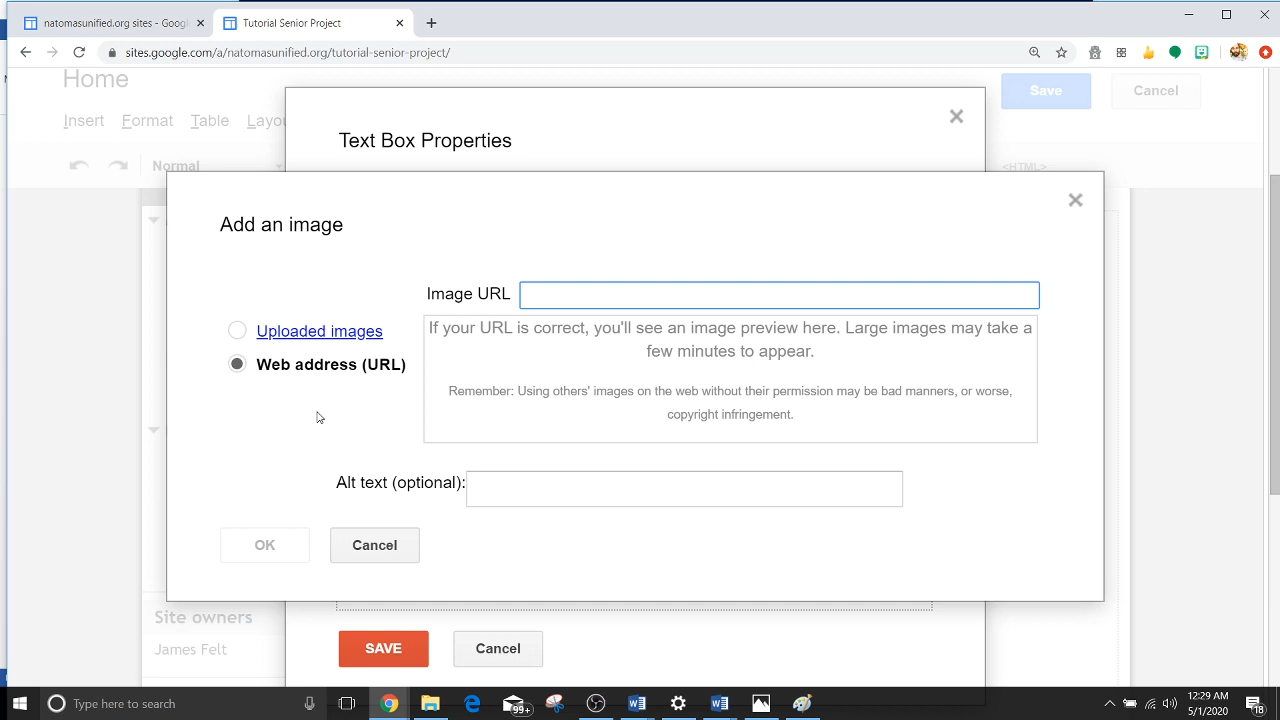 natomasunified.org sites - Googl
Tutorial Senior Project
sites.google.com/a/natomasunified.org/tutorial-senior-project/
Home
Save
Cancel
Insert Format Table Layou
Text Box Properties
Normal
<HTML>
Add an image
Image URL
Uploaded images
Web address (URL)
If your URL is correct, you'll see an image preview here. Large images may take a
few minutes to appear.
Remember: Using others' images on the web without their permission may be bad manners, or worse,
copyright infringement.
Alt text (optional):
OK
Cancel
Site owners
James Felt
SAVE
Cancel
Type here to search
99+
12:29 AM
5/1/2020
18